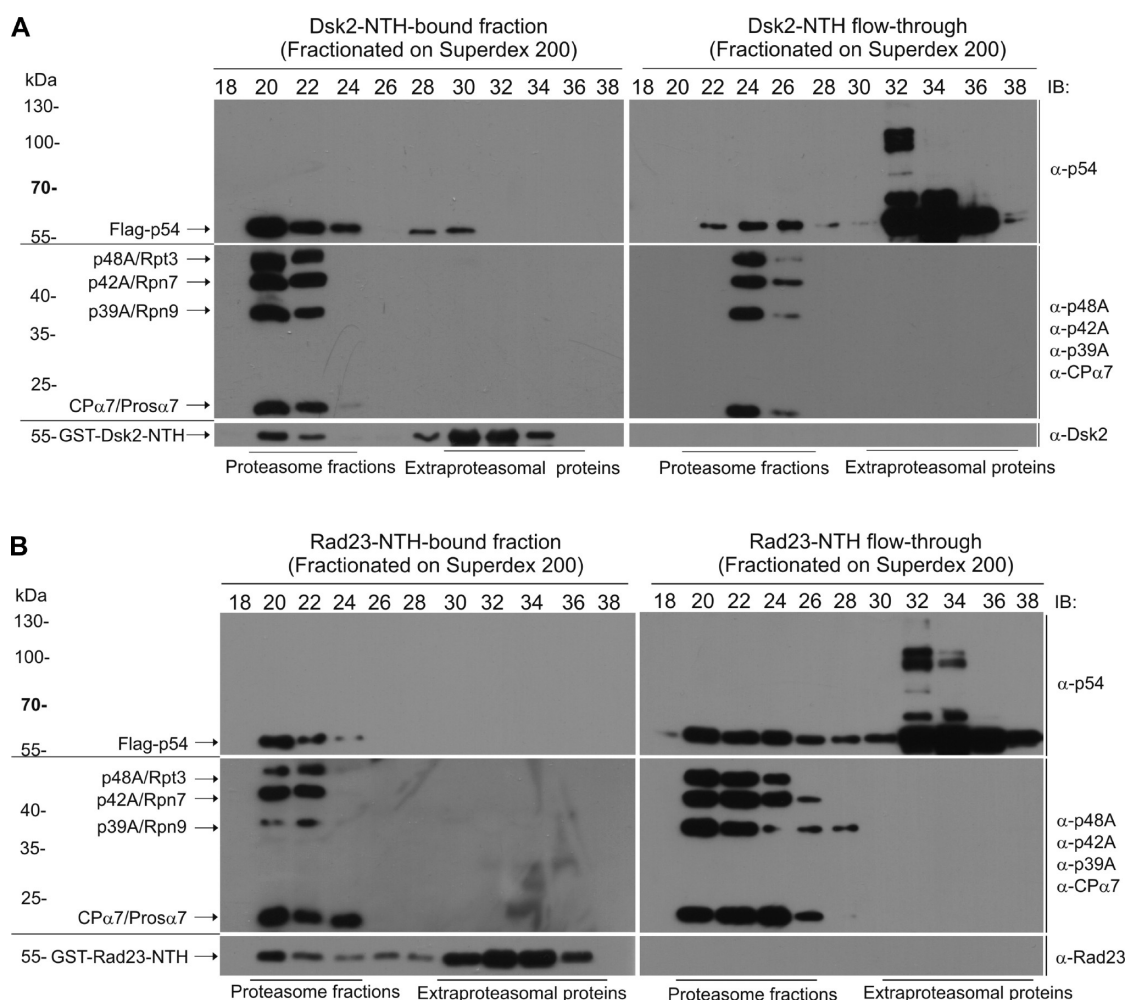 A
Dsk2-NTH-bound fraction
(Fractionated on Superdex 200)
Dsk2-NTH flow-through
(Fractionated on Superdex 200)
kDa
18 20 22 24 26 28 30 32 34 36 38
18 20 22 24 26 28 30 32 34 36 38
IB:
130-
100-
70-
55-
Flag-p54
α-p54
p48A/Rpt3
p42A/Rpn7
40-
p39A/Rpn9
35-
25-
CPα7/Prosα7
α-p48A
α-p42A
α-p39A
α-CPα7
55- GST-Dsk2-NTH
α-Dsk2
Proteasome fractions
Extraproteasomal proteins
Proteasome fractions
Extraproteasomal proteins
B
Rad23-NTH-bound fraction
(Fractionated on Superdex 200)
Rad23-NTH flow-through
(Fractionated on Superdex 200)
kDa
18 20 22 24 26 28 30 32 34 36 38
18 20 22 24 26 28 30 32 34 36 38
IB:
130-
100-
70-
55-
Flag-p54
α-p54
p48A/Rpt3
p42A/Rpn7
40-
p39A/Rpn9
35-
25-
CPα7/Prosα7
α-p48A
α-p42A
α-p39A
α-CPα7
55- GST-Rad23-NTH
α-Rad23
Proteasome fractions
Extraproteasomal proteins
Proteasome fractions
Extraproteasomal proteins